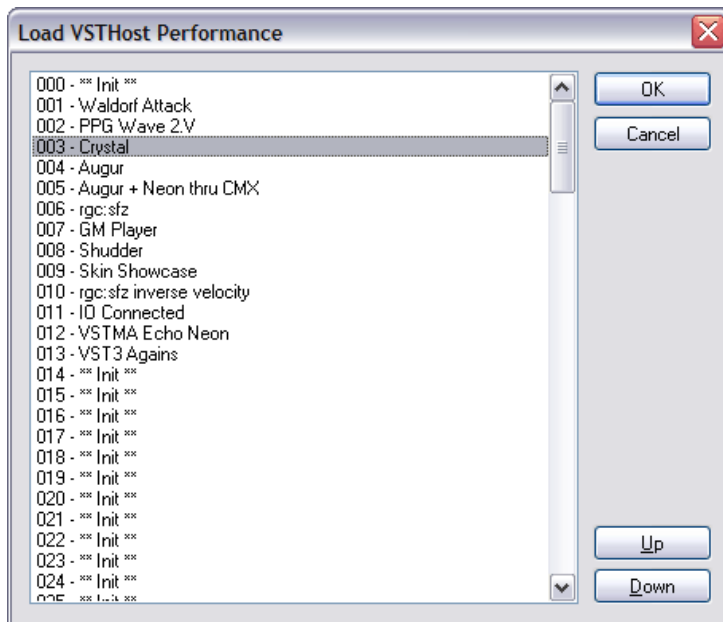 Load VSTHost Performance
000 - ** Init **
001 - Waldorf Attack
002 - PPG Wave 2.V
003 - Crystal
004 - Augur
005 - Augur + Neon thru CMX
006 - rgc:sfz
007 - GM Player
008 - Shudder
009 - Skin Showcase
010 - rgc:sfz inverse velocity
011 - IO Connected
012 - VSTMA Echo Neon
013 - VST3 Agains
014 - ** Init **
015 - ** Init **
016 - ** Init **
017 - ** Init **
018 - ** Init **
019 - ** Init **
020 - ** Init **
021 - ** Init **
022 - ** Init **
023 - ** Init **
024 - ** Init **
025 - ** Init **
OK
Cancel
Up
Down